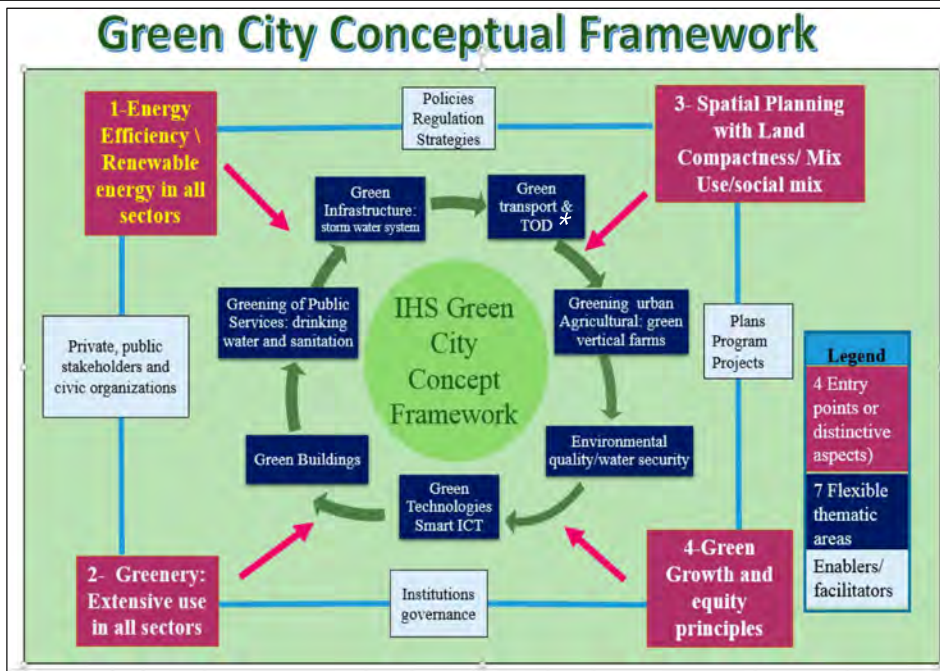 Green City Conceptual Framework
1-Energy
Efficiency \
Renewable
energy in all
sectors
Policies
Regulation
Strategies
3- Spatial Planning
with Land
Compactness/ Mix
Use/social mix
Green
Infrastructure:
storm water system
Green
transport &
TOD *
Greening of Public
Services: drinking
water and sanitation
IHS Green
City
Concept
Framework
Greening urban
Agricultural: green
vertical farms
Private, public
stakeholders and
civic organizations
Plans
Program
Projects
Green Buildings
Green
Technologies
Smart ICT
Environmental
quality/water security
2- Greenery:
Extensive use
in all sectors
Institutions
governance
4-Green
Growth and
equity
principles
Legend
4 Entry
points or
distinctive
aspects)
7 Flexible
thematic
areas
Enablers/
facilitators